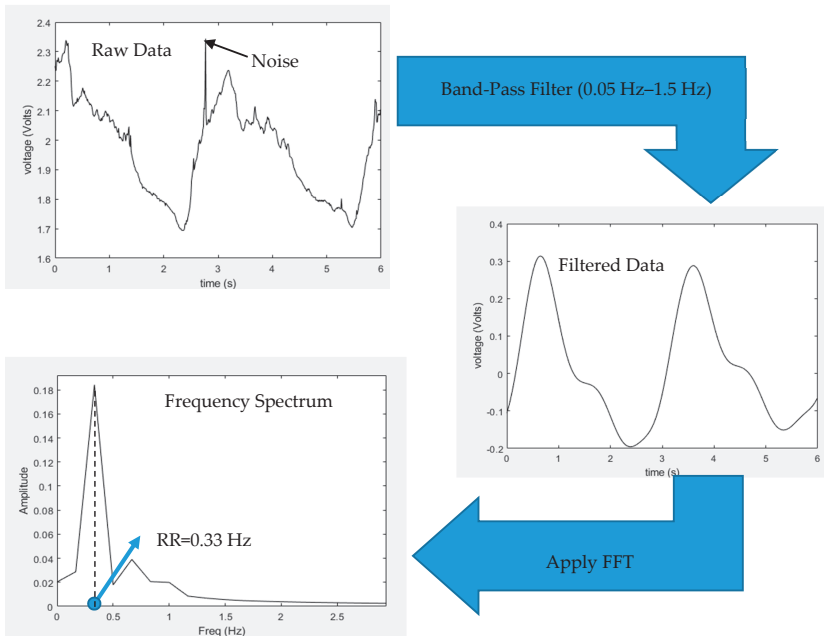 Raw Data
Noise
2.4
2.3
2.2
2.1
2
1.9
1.8
1.7
1.6
voltage (Volts)
0 1 2 3 4 5 6
time (s)
Band-Pass Filter (0.05 Hz–1.5 Hz)
Filtered Data
0.4
0.3
0.2
0.1
0
-0.1
-0.2
voltage (Volts)
0 1 2 3 4 5 6
time (s)
Apply FFT
Frequency Spectrum
0.18
0.16
0.14
0.12
0.1
0.08
0.06
0.04
0.02
0
Amplitude
RR=0.33 Hz
0 0.5 1 1.5 2 2.5
Freq (Hz)